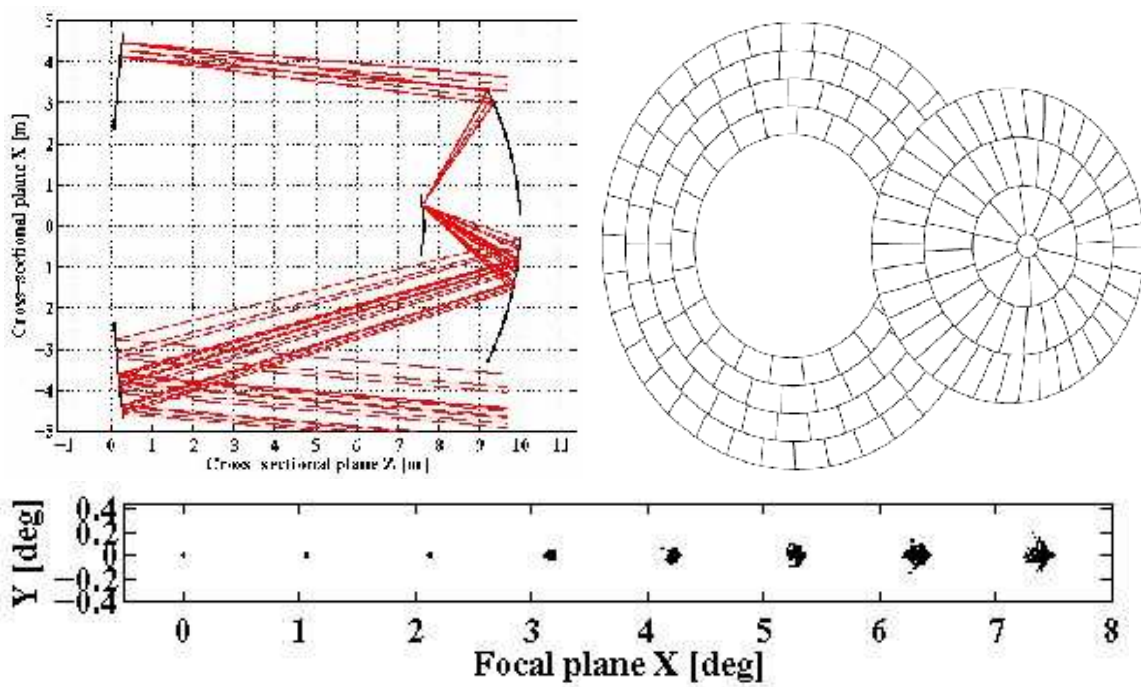 5
4
3
2
1
0
1
2
−3
−4
−5
Cross−sectional plane X [m]
−1 0 1 2 3 4 5 6 7 8 9 10 11
Cross−sectional plane Z [m]
0.4
0.2
0
−0.2
−0.4
Y [deg]
0 1 2 3 4 5 6 7 8
Focal plane X [deg]